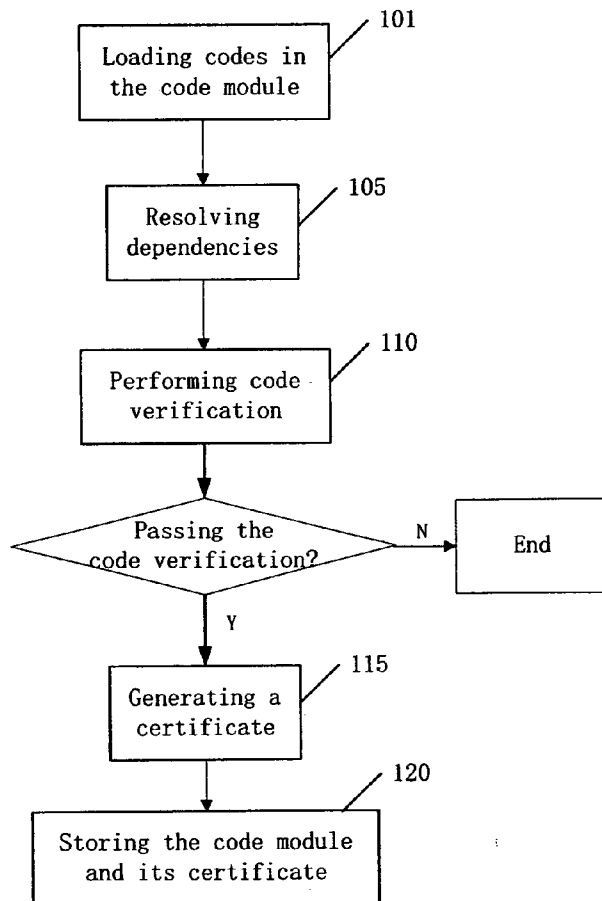 101
Loading codes in
the code module
105
Resolving
dependencies
110
Performing code
verification
Passing the
code verification?
N
End
Y
115
Generating a
certificate
120
Storing the code module
and its certificate